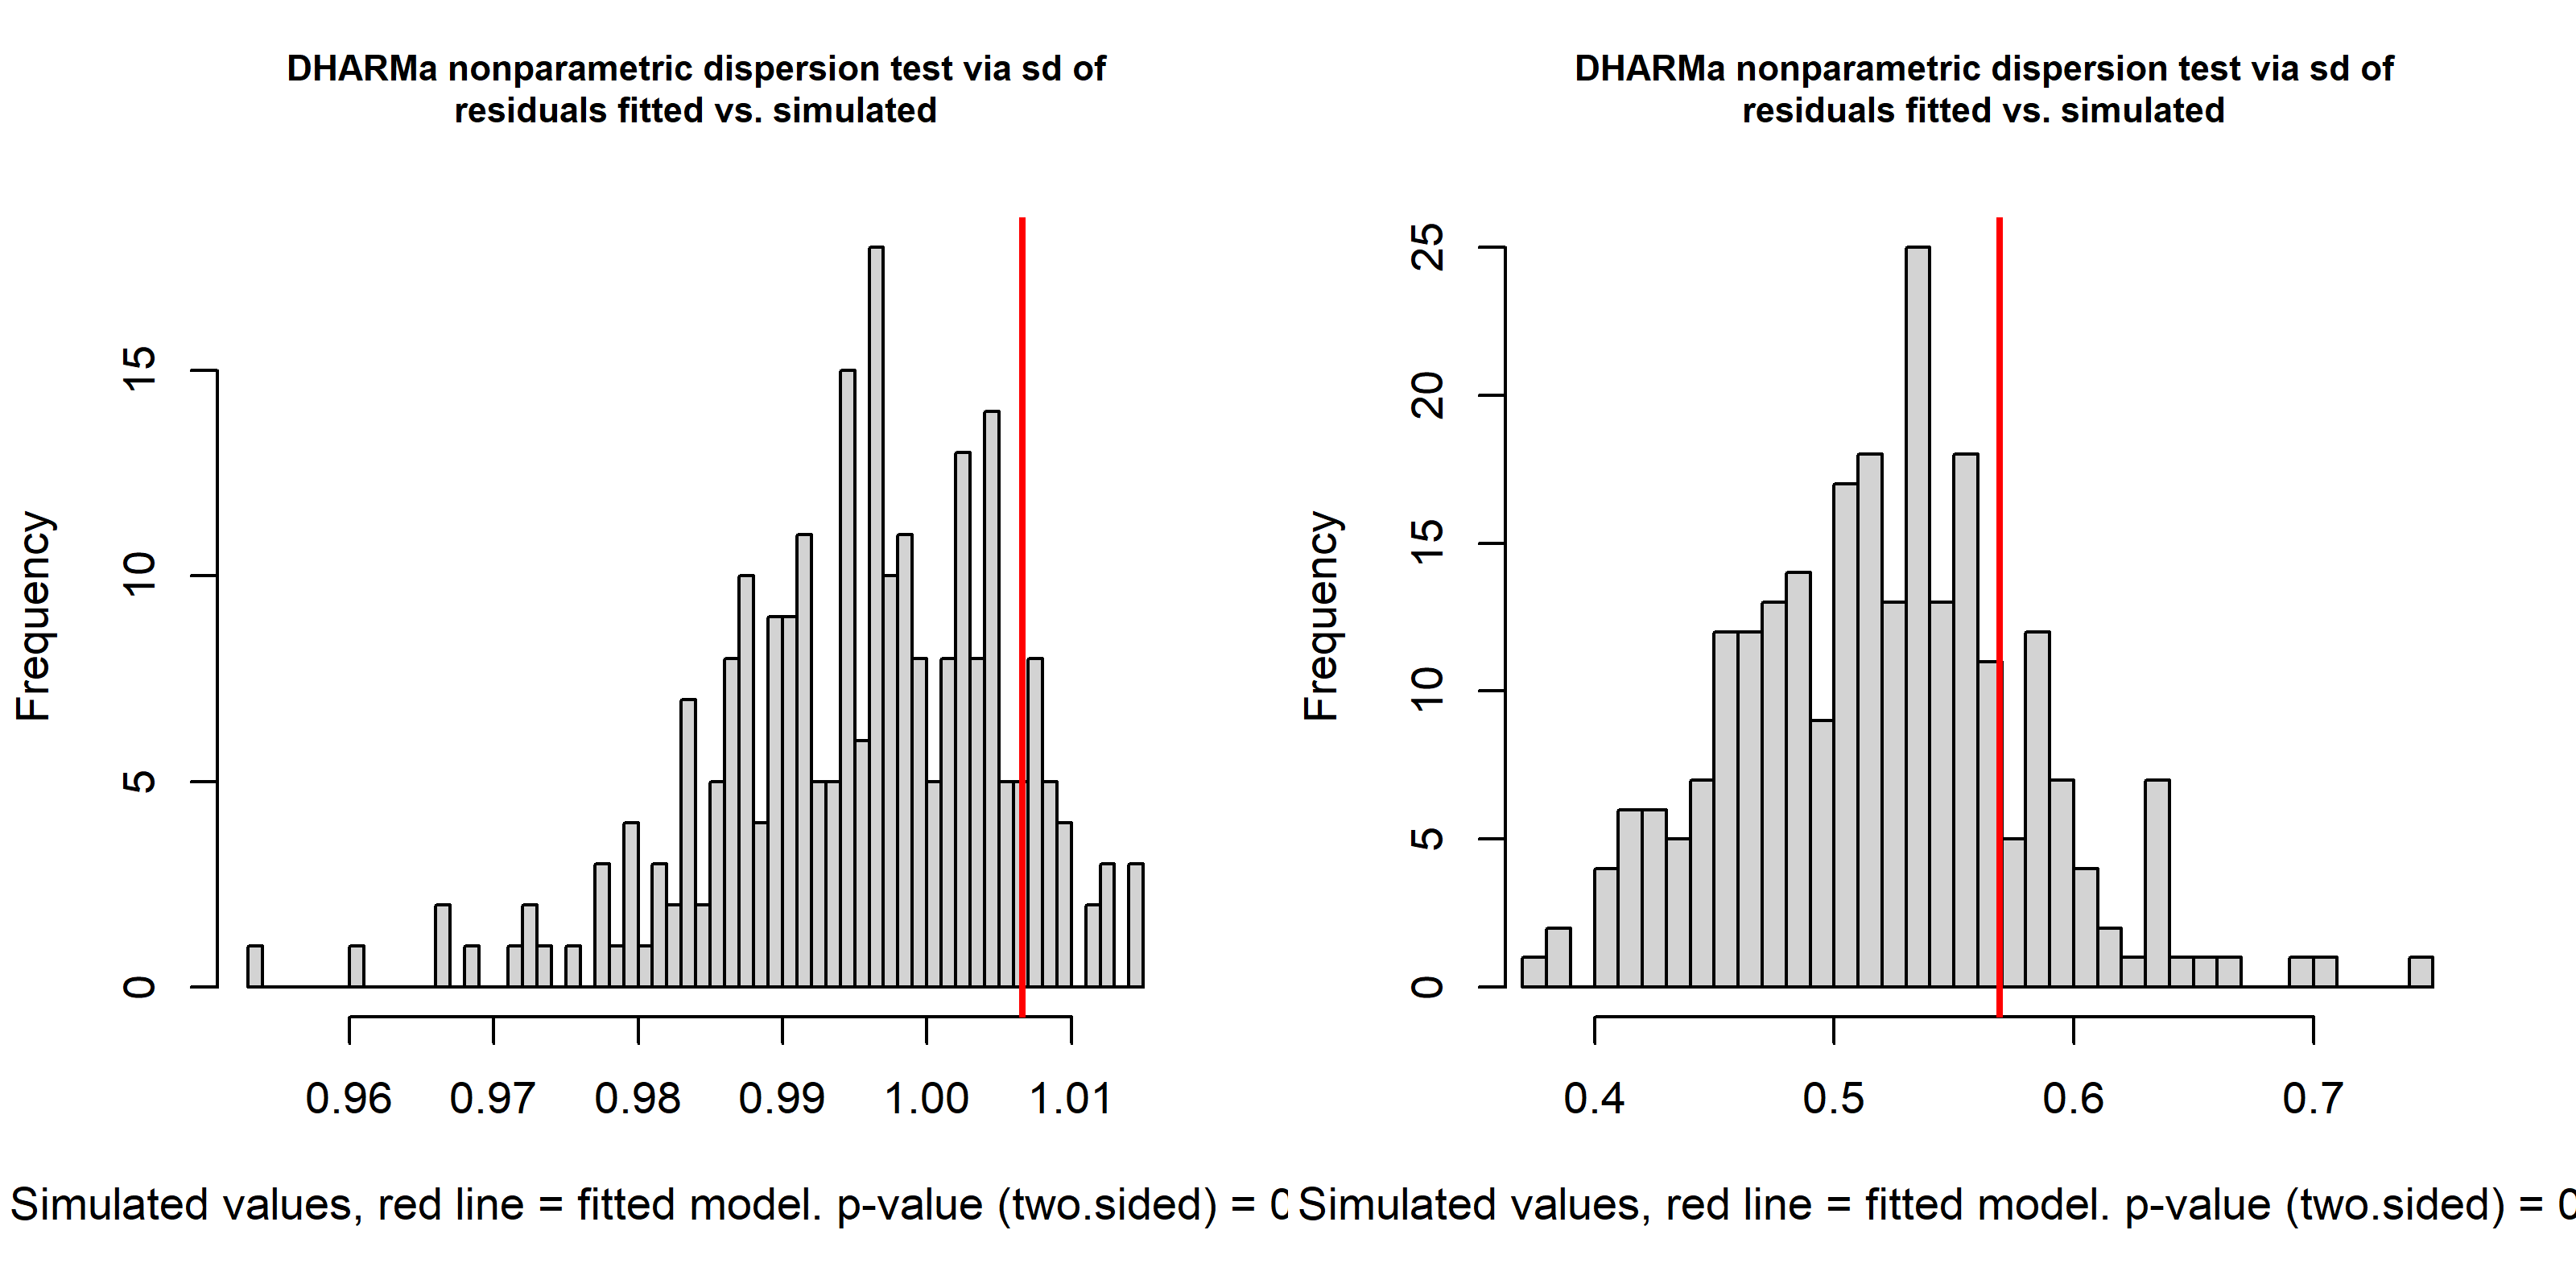 DHARMa nonparametric dispersion test via sd of
residuals fitted vs. simulated
Frequency
15
10
5
0
0.96 0.97 0.98 0.99 1.00 1.01
Simulated values, red line = fitted model. p-value (two.sided) =
DHARMa nonparametric dispersion test via sd of
residuals fitted vs. simulated
Frequency
25
20
15
10
5
0
0.4 0.5 0.6 0.7
Simulated values, red line = fitted model. p-value (two.sided) =